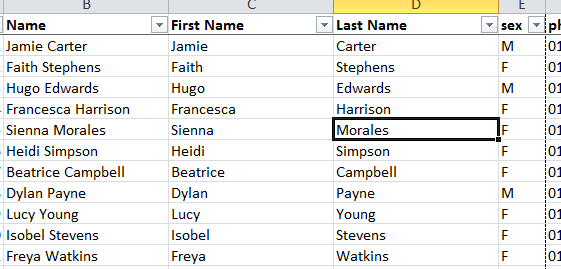 B C D E
Name First Name Last Name sex ph
Jamie Carter Jamie Carter M 01
Faith Stephens Faith Stephens F 01
Hugo Edwards Hugo Edwards M 01
Francesca Harrison Francesca Harrison F 01
Sienna Morales Sienna Morales F 01
Heidi Simpson Heidi Simpson F 01
Beatrice Campbell Beatrice Campbell F 01
Dylan Payne Dylan Payne M 01
Lucy Young Lucy Young F 01
Isobel Stevens Isobel Stevens F 01
Freya Watkins Freya Watkins F 01